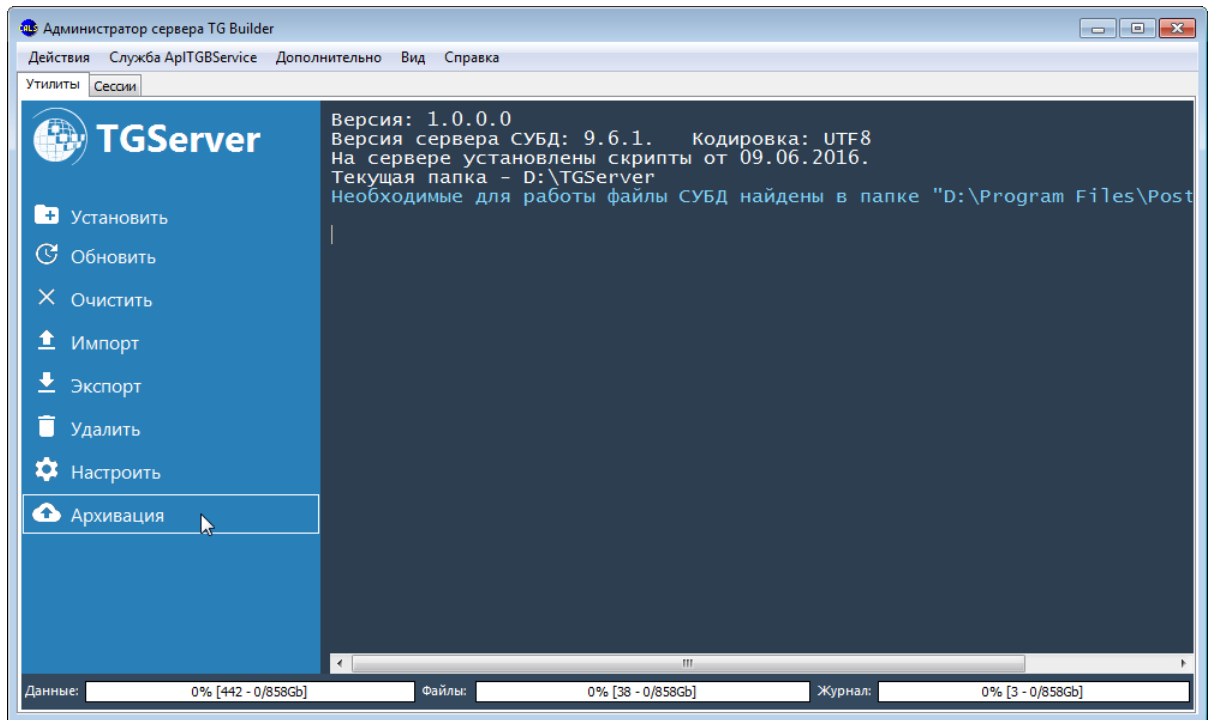 Администратор сервера TG Builder
Действия Служба ApITGBService Дополнительно Вид Справка
Утилиты Сессии
TGServer
Установить
Обновить
Очистить
Импорт
Экспорт
Удалить
Настроить
Архивация
Версия: 1.0.0.0
Версия сервера СУБД: 9.6.1. Кодировка: UTF8
На сервере установлены скрипты от 09.06.2016.
Текущая папка – D:\TGServer
Необходимые для работы файлы СУБД найдены в папке "D:\Program Files\Post
Данные: 0% [442 - 0/858Gb] Файлы: 0% [38 - 0/858Gb] Журнал: 0% [3 - 0/858Gb]